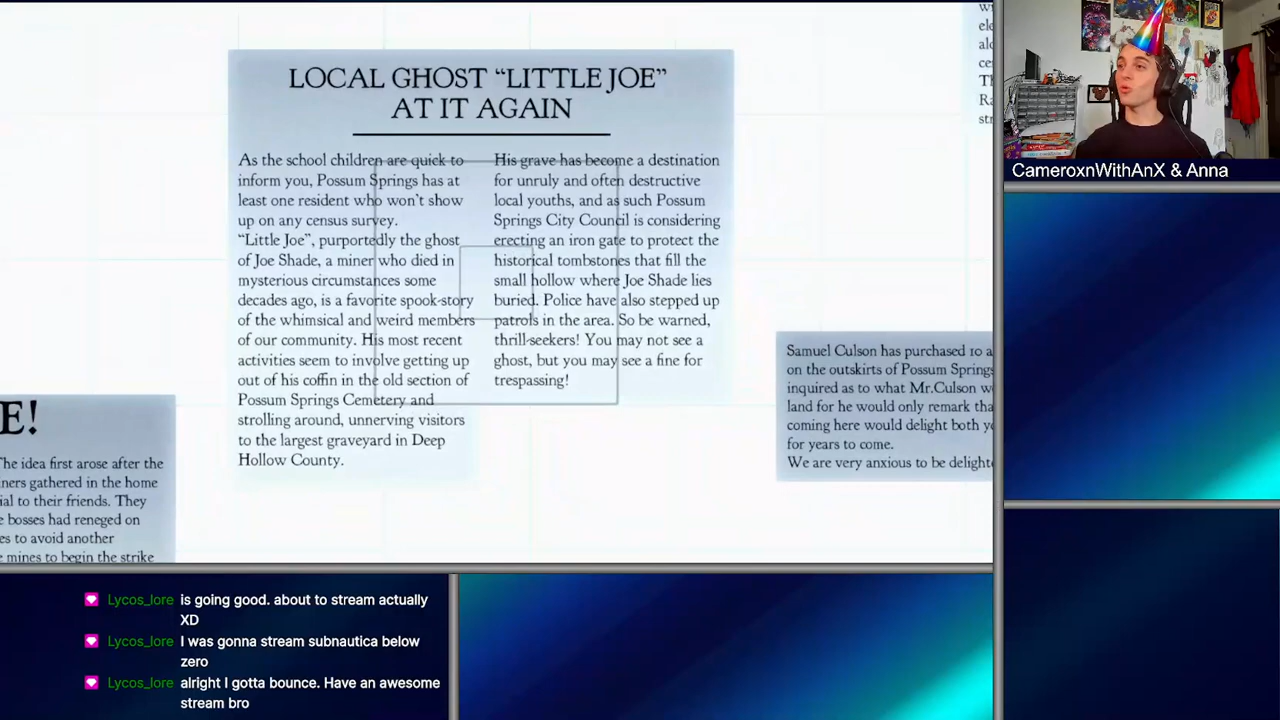 LOCAL GHOST “LITTLE JOE”
AT IT AGAIN
As the school children are quick to
inform you, Possum Springs has at
least one resident who won't show
up on any census survey.
“Little Joe”, purportedly the ghost
of Joe Shade, a miner who died in
mysterious circumstances some
decades ago, is a favorite spook-story
of the whimsical and weird members
of our community. His most recent
activities seem to involve getting up
out of his coffin in the old section of
Possum Springs Cemetery and
strolling around, unnerving visitors
to the largest graveyard in Deep
Hollow County.
His grave has become a destination
for unruly and often destructive
local youths, and as such Possum
Springs City Council is considering
erecting an iron gate to protect the
historical tombstones that fill the
small hollow where Joe Shade lies
buried. Police have also stepped up
patrols in the area. So be warned,
thrill-seekers! You may not see a
ghost, but you may see a fine for
trespassing!
E!
The idea first arose after the
ners gathered in the home
ial to their friends. They
e bosses had reneged on
es to avoid another
e mines to begin the strike
Samuel Culson has purchased 10 a
on the outskirts of Possum Springs
inquired as to what Mr.Culson w
land for he would only remark tha
coming here would delight both y
for years to come.
We are very anxious to be delighte
ele
alo
ce
Th
Ra
str
CameroxnWithAnX & Anna
Lycos_lore is going good. about to stream actually
XD
Lycos_lore I was gonna stream subnautica below
zero
Lycos_lore alright I gotta bounce. Have an awesome
stream bro